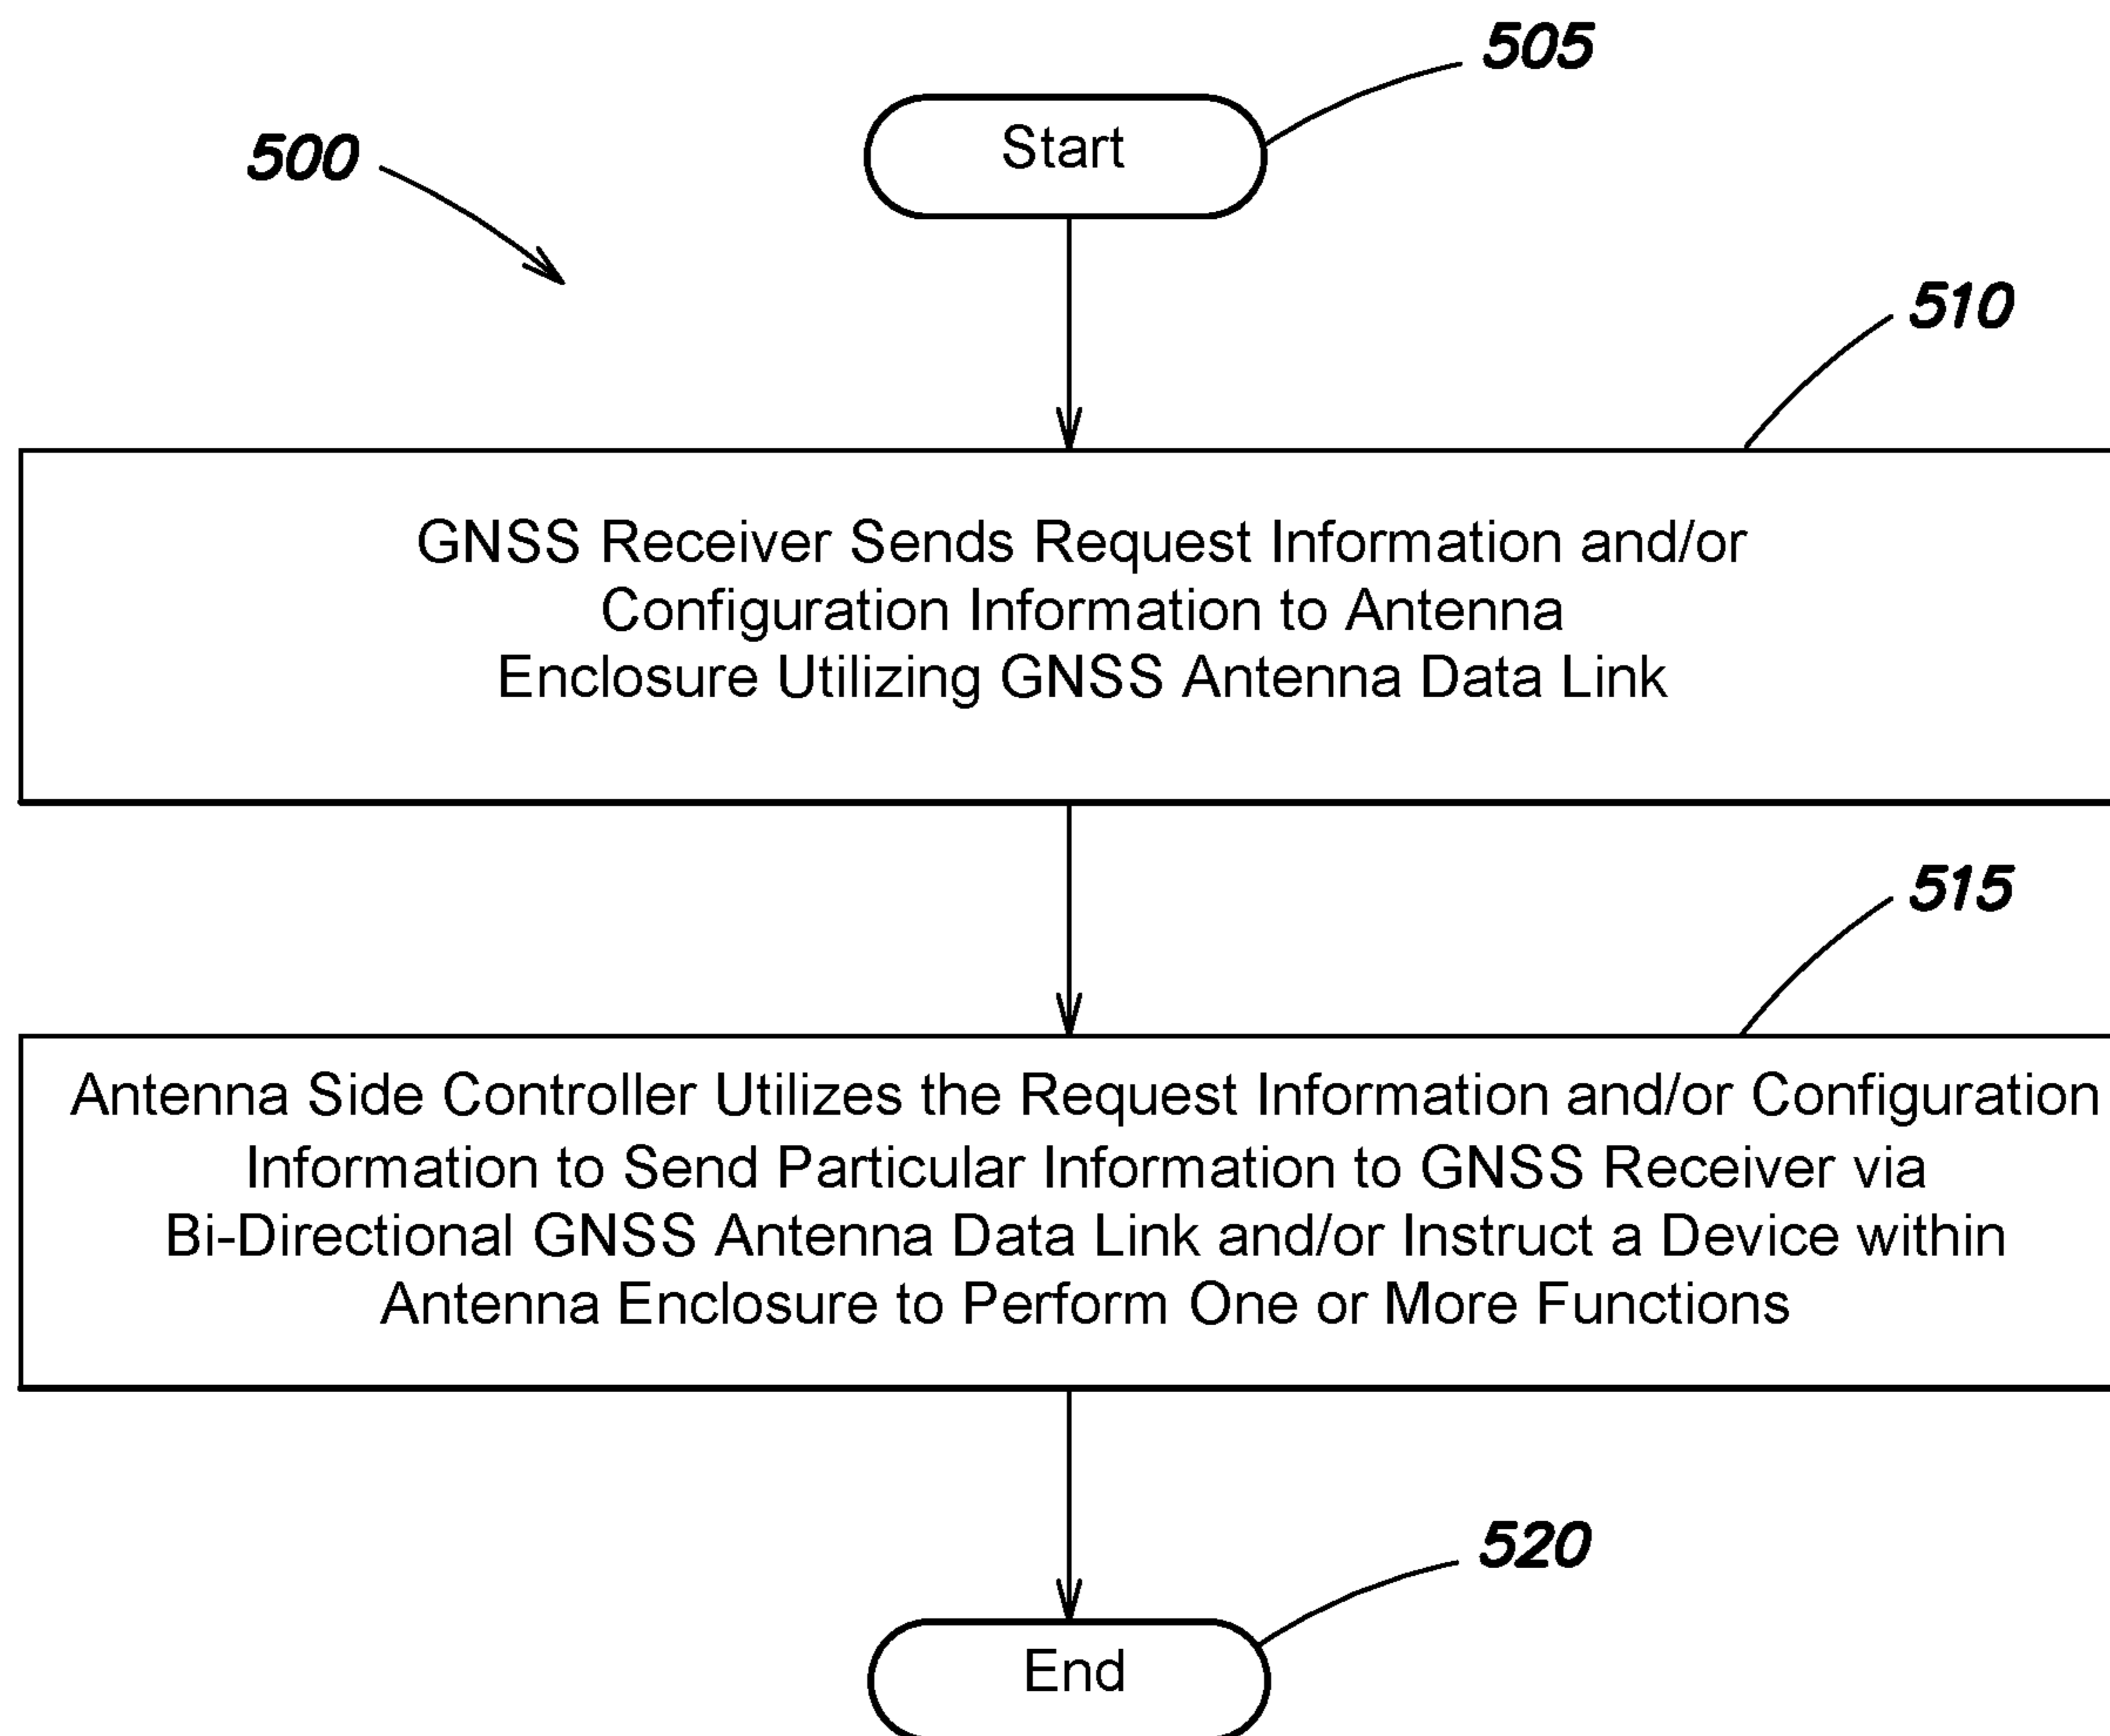 505
Start
500
510
GNSS Receiver Sends Request Information and/or
Configuration Information to Antenna
Enclosure Utilizing GNSS Antenna Data Link
515
Antenna Side Controller Utilizes the Request Information and/or Configuration
Information to Send Particular Information to GNSS Receiver via
Bi-Directional GNSS Antenna Data Link and/or Instruct a Device within
Antenna Enclosure to Perform One or More Functions
520
End